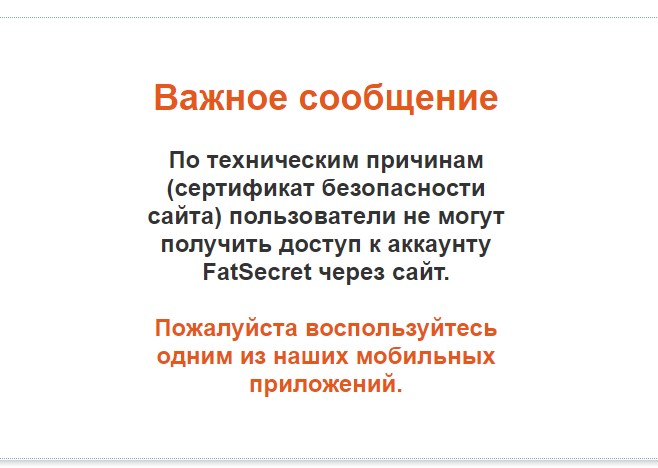 Важное сообщение
По техническим причинам
(сертификат безопасности
сайта) пользователи не могут
получить доступ к аккаунту
FatSecret через сайт.
Пожалуйста воспользуйтесь
одним из наших мобильных
приложений.